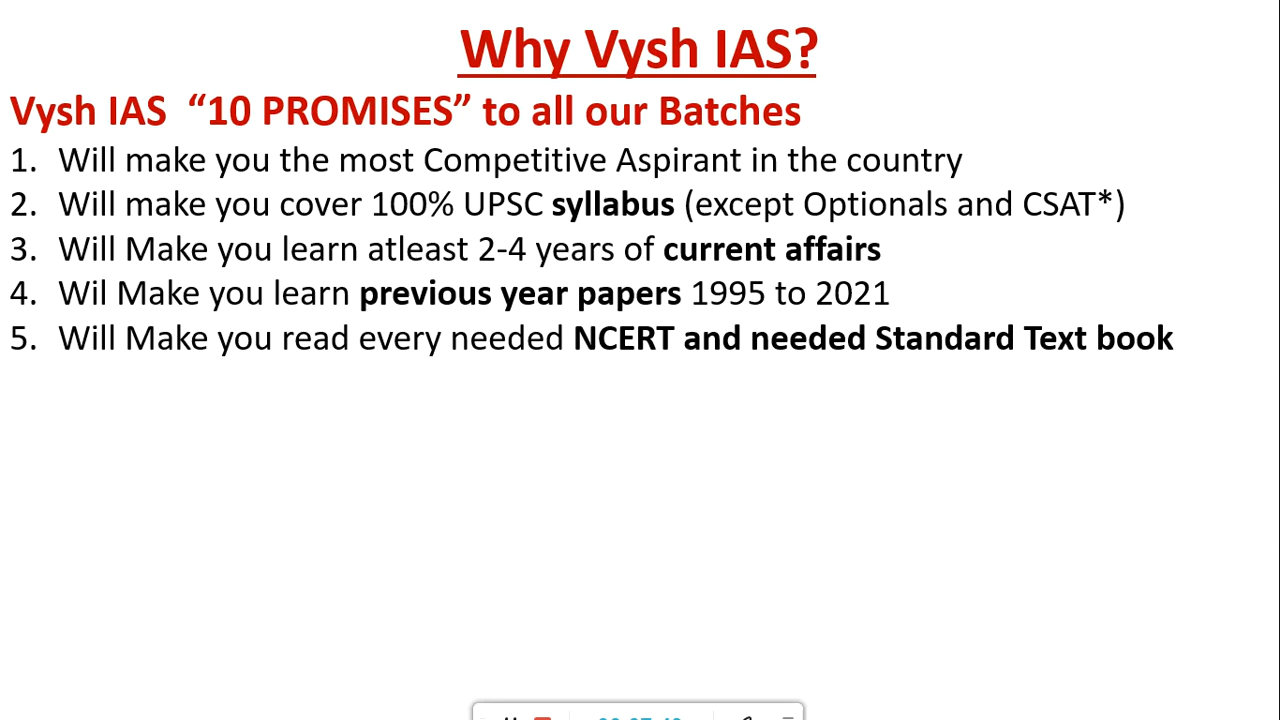 Why Vysh IAS?
Vysh IAS “10 PROMISES” to all our Batches
1. Will make you the most Competitive Aspirant in the country
2. Will make you cover 100% UPSC syllabus (except Optionals and CSAT*)
3. Will Make you learn atleast 2-4 years of current affairs
4. Wil Make you learn previous year papers 1995 to 2021
5. Will Make you read every needed NCERT and needed Standard Text book